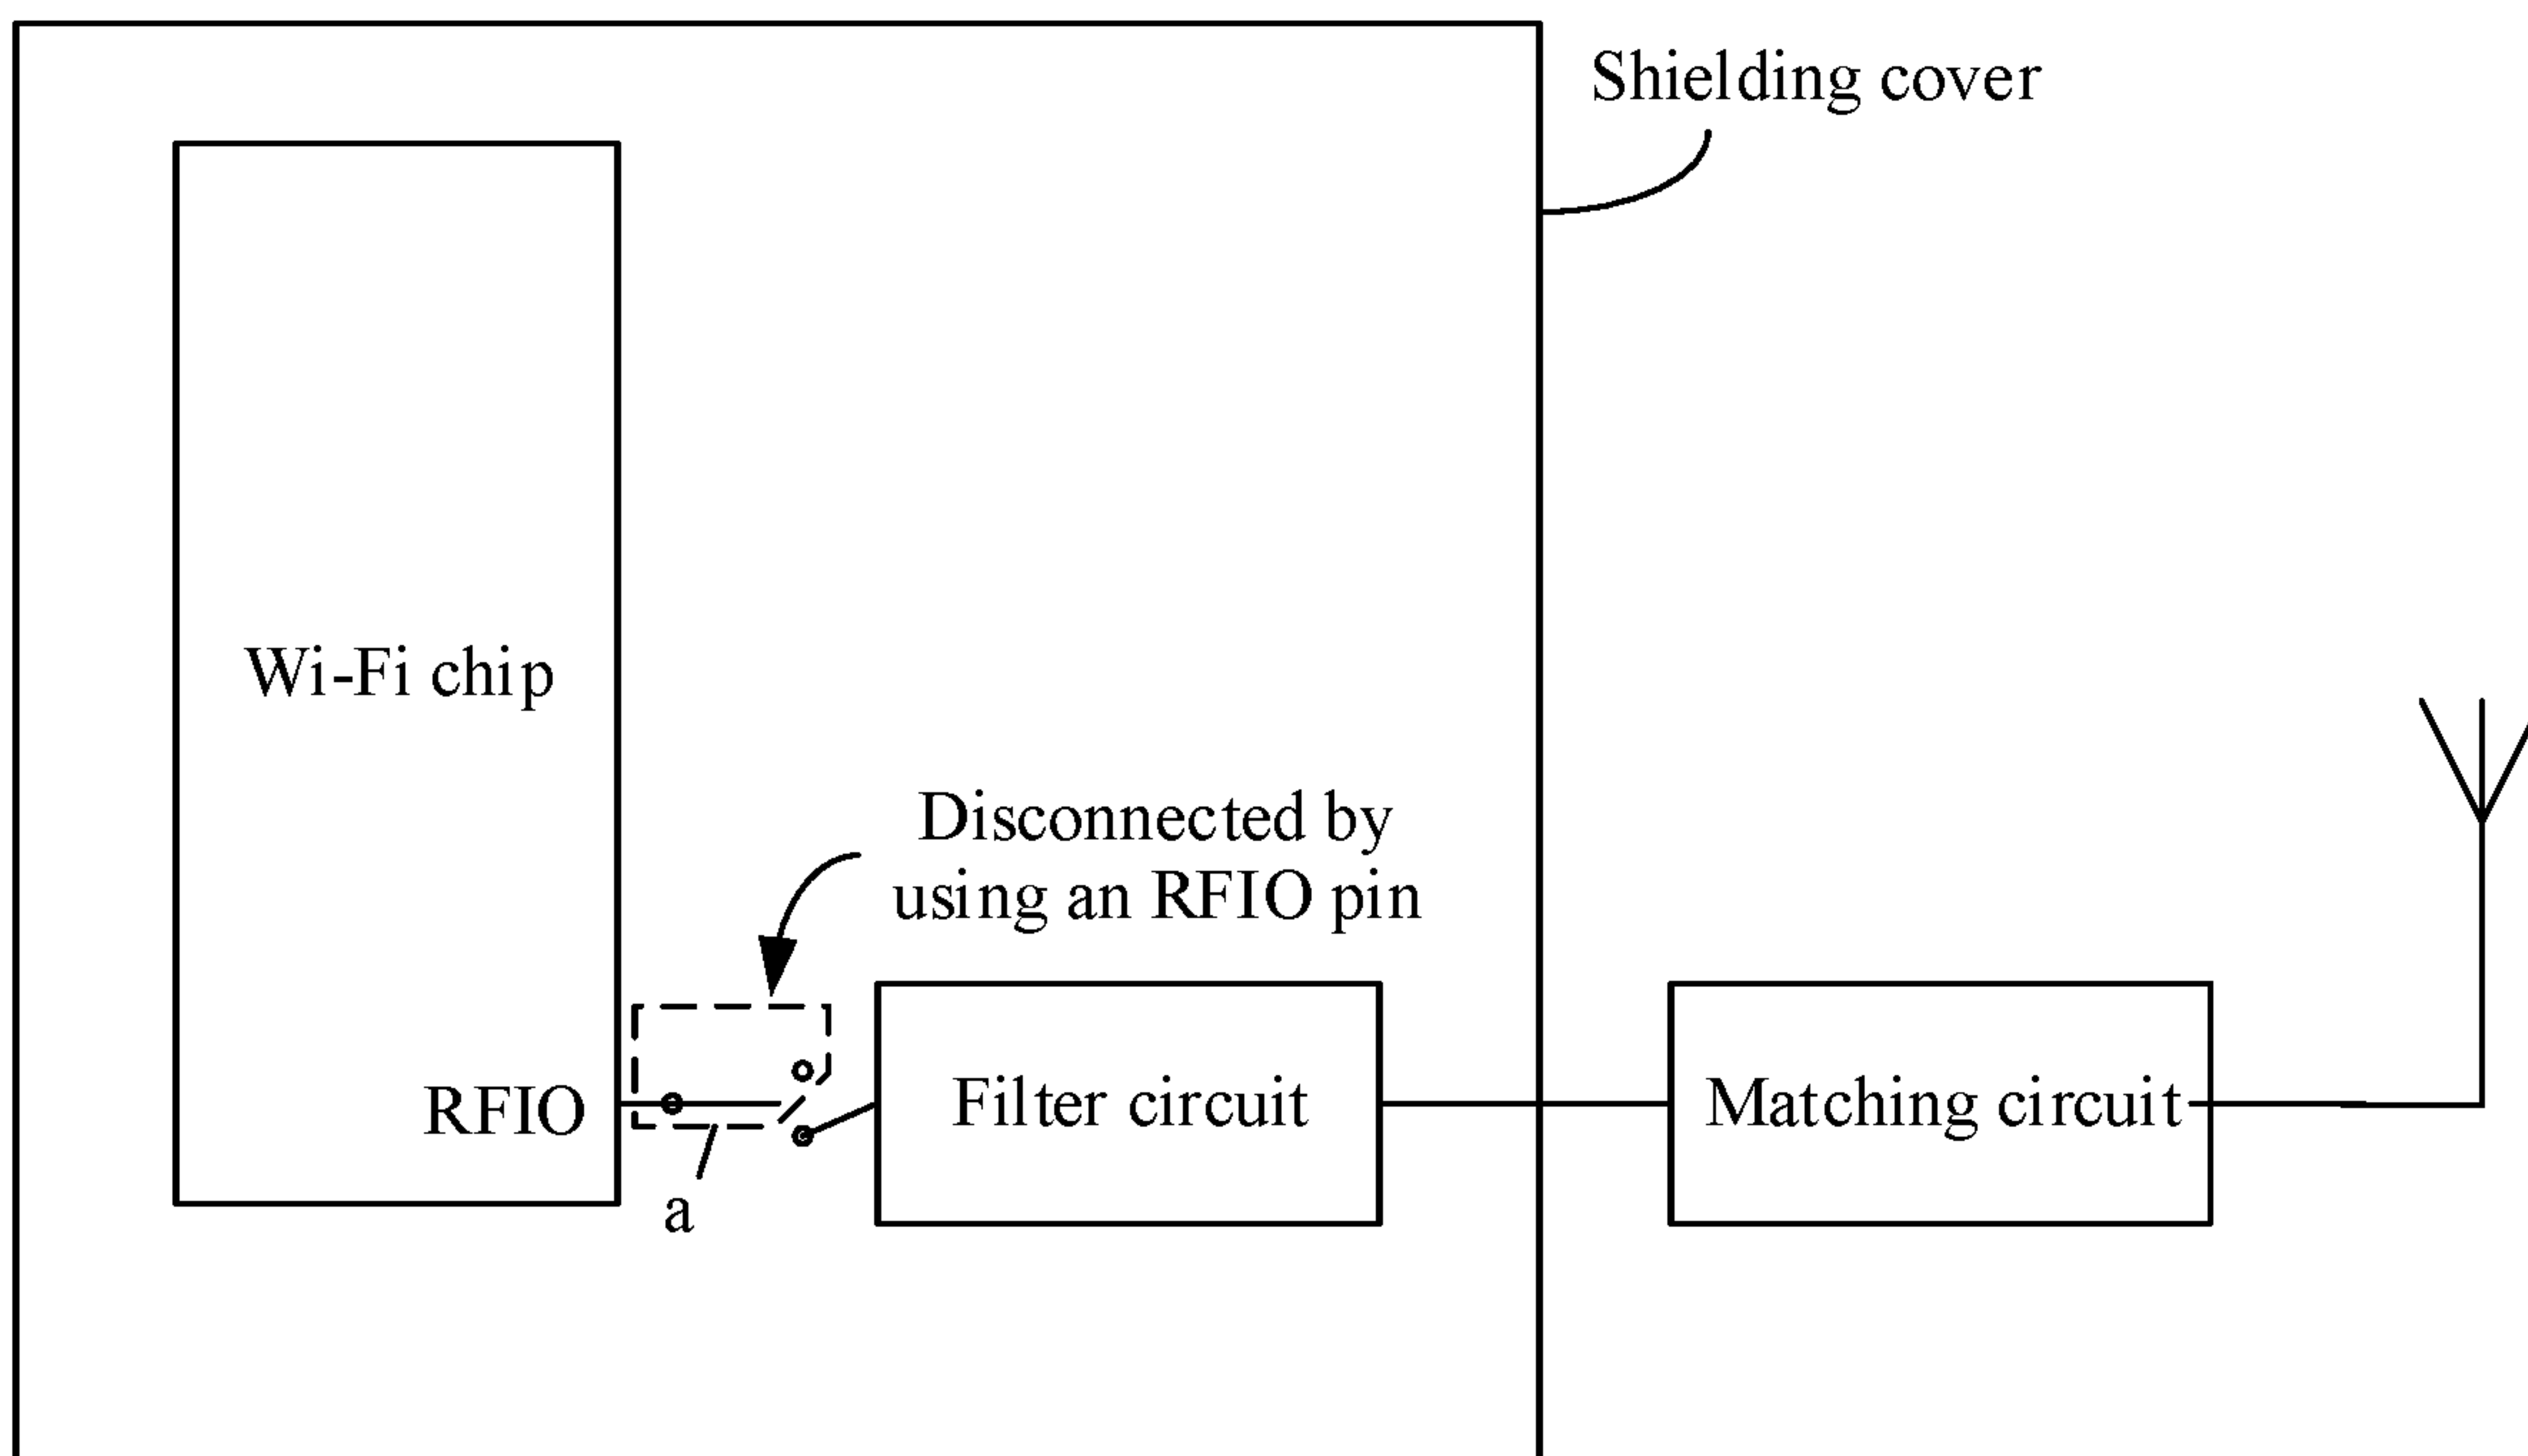 Shielding cover
Wi-Fi chip
Disconnected by
using an RFIO pin
RFIO
Filter circuit
Matching circuit
a